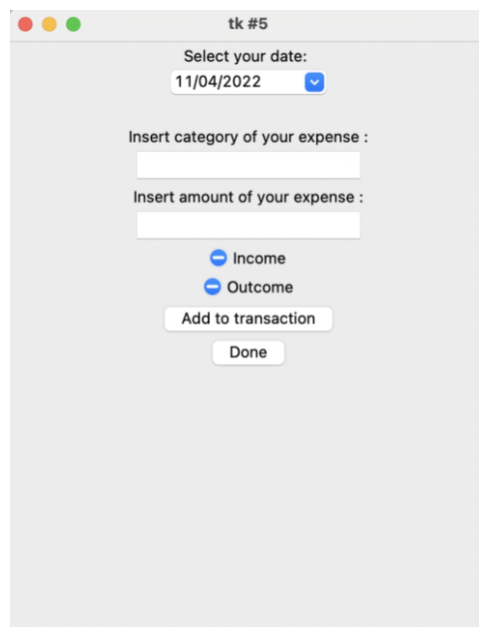 tk #5
Select your date:
11/04/2022
Insert category of your expense :
Insert amount of your expense :
Income
Outcome
Add to transaction
Done